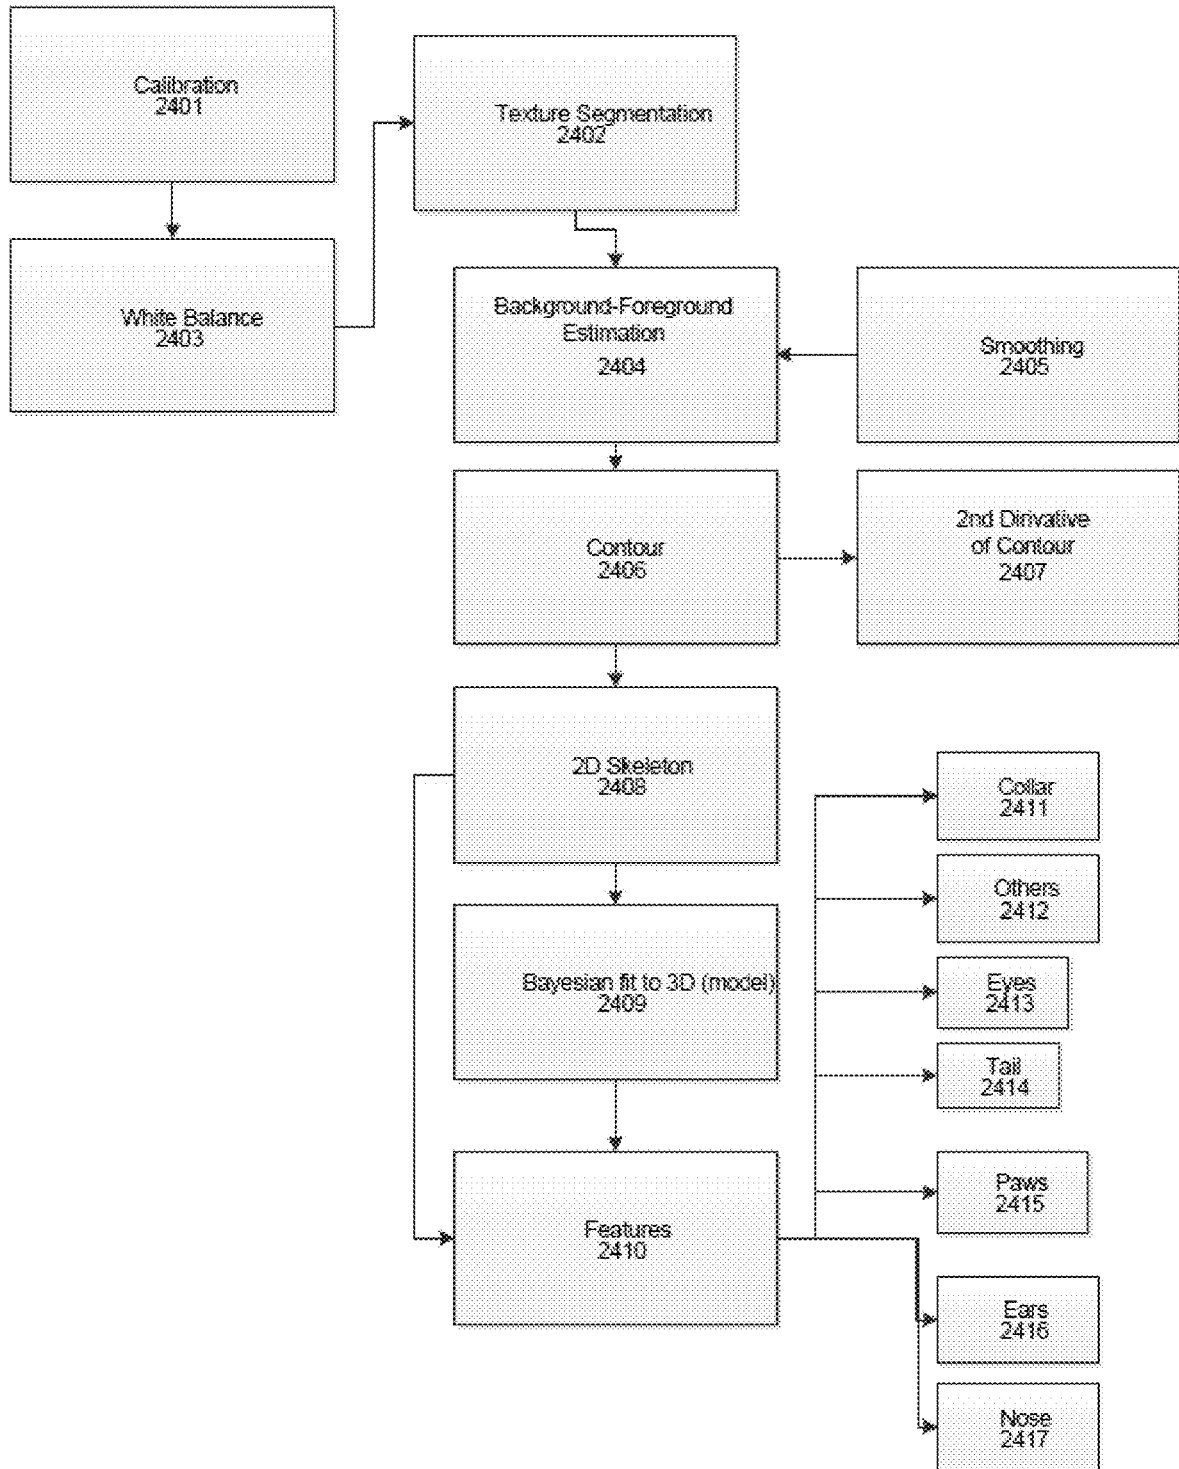 Calibration
2401
Texture Segmentation
2402
White Balance
2403
Background-Foreground
Estimation
2404
Smoothing
2405
Contour
2406
2nd Dirivative
of Contour
2407
2D Skeleton
2408
Bayesian fit to 3D (model)
2409
Features
2410
Collar
2411
Others
2412
Eyes
2413
Tail
2414
Paws
2415
Ears
2416
Nose
2417